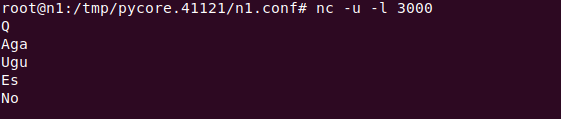 root@n1:/tmp/pycore.41121/n1.conf# nc -u -l 3000
Q
Aga
Ugu
Es
No